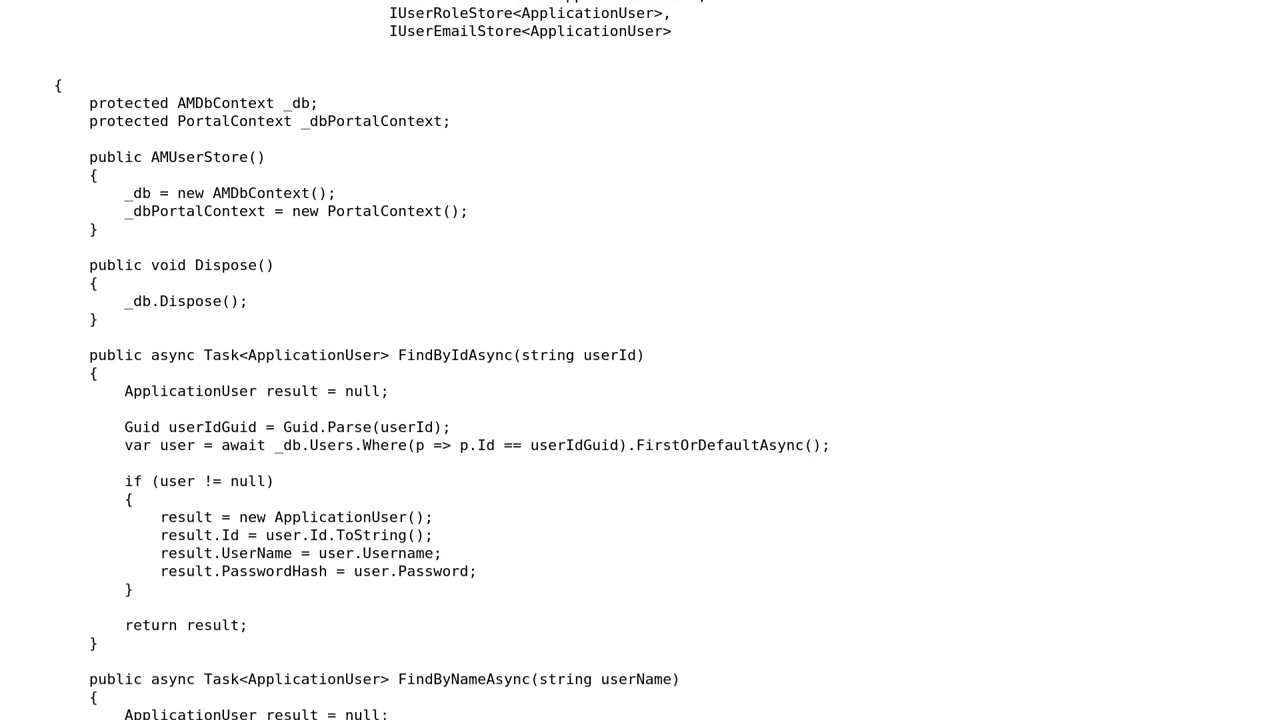 IUserRoleStore<ApplicationUser>,
IUserEmailStore<ApplicationUser>
{
protected AMDbContext _db;
protected PortalContext _dbPortalContext;
public AMUserStore()
{
_db = new AMDbContext();
_dbPortalContext = new PortalContext();
}
public void Dispose()
{
_db.Dispose();
}
public async Task<ApplicationUser> FindByIdAsync(string userId)
{
ApplicationUser result = null;
Guid userIdGuid = Guid.Parse(userId);
var user = await _db.Users.Where(p => p.Id == userIdGuid).FirstOrDefaultAsync();
if (user != null)
{
result = new ApplicationUser();
result.Id = user.Id.ToString();
result.UserName = user.Username;
result.PasswordHash = user.Password;
}
return result;
}
public async Task<ApplicationUser> FindByNameAsync(string userName)
{
ApplicationUser result = null;